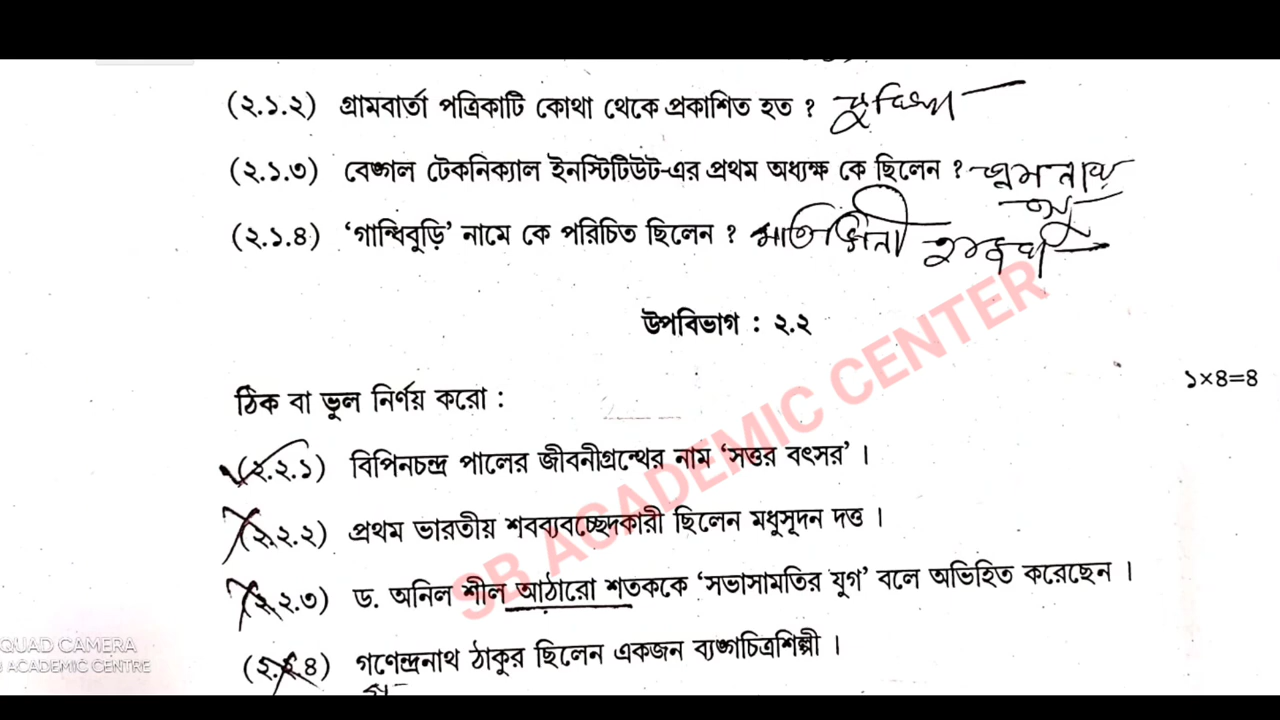 (২.১.২) গ্রামবার্তা পত্রিকাটি কোথা থেকে প্রকাশিত হত ?
(২.১.৩) বেঙ্গল টেকনিক্যাল ইনস্টিটিউট-এর প্রথম অধ্যক্ষ কে ছিলেন ? প্রমথনাথ
বসু
(২.১.৪) 'গান্ধিবুড়ি' নামে কে পরিচিত ছিলেন ? মাতঙ্গিনী হাজরা
উপবিভাগ : ২.২
১×৪=৪
ঠিক বা ভুল নির্ণয় করো :
(২.২.১) বিপিনচন্দ্র পালের জীবনীগ্রন্থের নাম 'সত্তর বৎসর' ।
(২.২.২) প্রথম ভারতীয় শবব্যবচ্ছেদকারী ছিলেন মধুসূদন দত্ত ।
(২.২.৩) ড. অনিল শীল আঠারো শতককে 'সভাসামতির যুগ' বলে অভিহিত করেছেন ।
(২.২.৪) গণেন্দ্রনাথ ঠাকুর ছিলেন একজন ব্যঙ্গচিত্রশিল্পী ।
SB ACADEMIC CENTER
QUAD CAMERA
ACADEMIC CENTRE